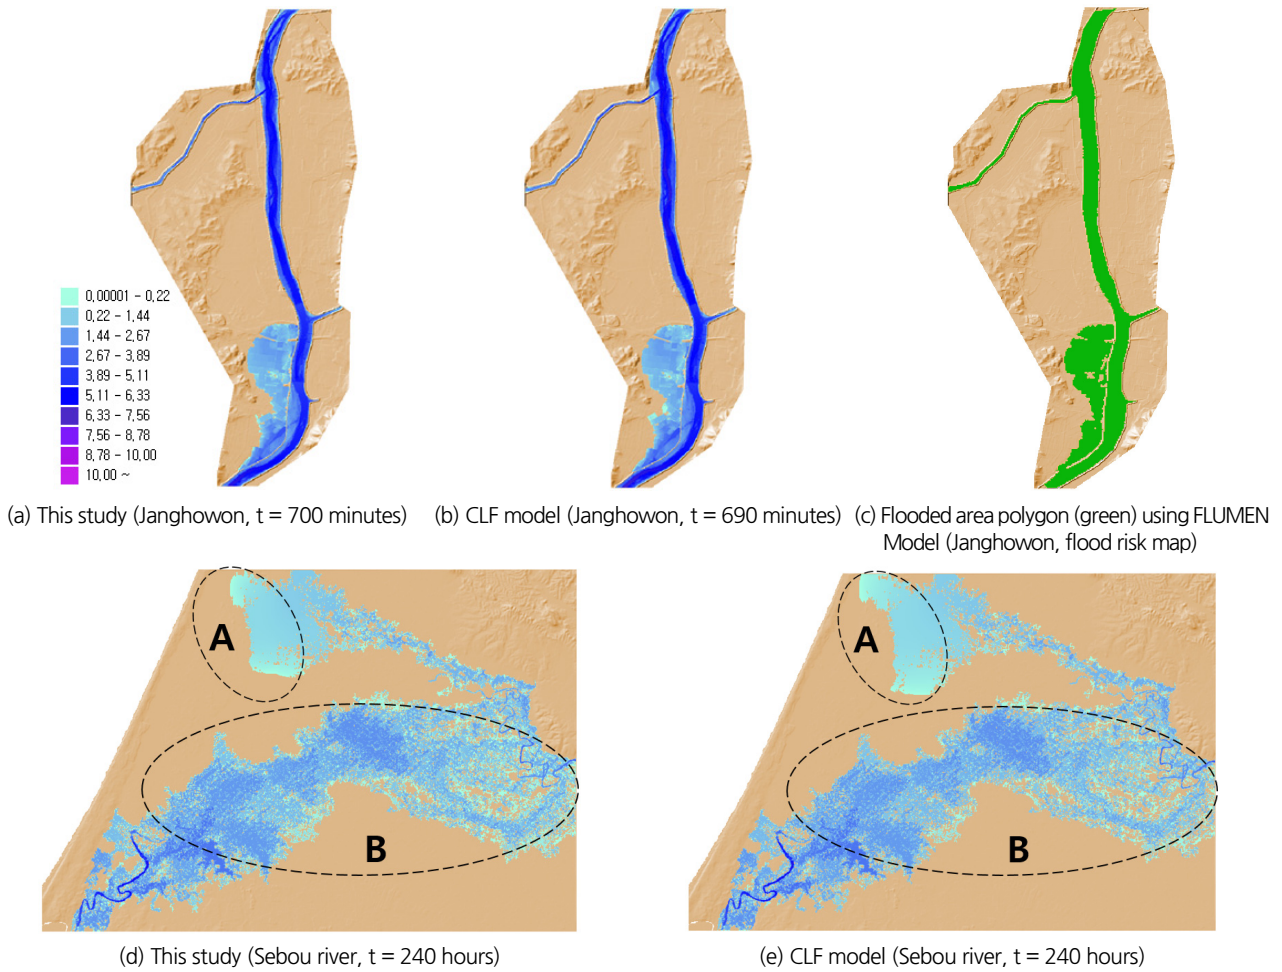 0,00001 - 0,22
0,22 - 1,44
1,44 - 2,67
2,67 - 3,89
3,89 - 5,11
5,11 - 6,33
6,33 - 7,56
7,56 - 8,78
8,78 - 10,00
10,00 ~
(a) This study (Janghowon, t = 700 minutes)
(b) CLF model (Janghowon, t = 690 minutes)
(c) Flooded area polygon (green) using FLUMEN
Model (Janghowon, flood risk map)
A
B
A
B
(d) This study (Sebou river, t = 240 hours)
(e) CLF model (Sebou river, t = 240 hours)